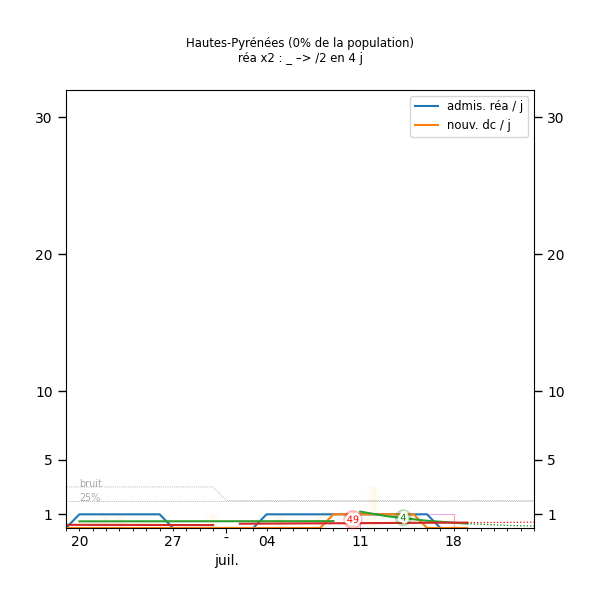 Hautes-Pyrénées (0% de la population)
réa x2 : _ –> /2 en 4 j
admis. réa / j
nouv. dc / j
30 30
20 20
10 10
5 5
bruit
25%
1 49 4 1
20 27 - 04 11 18
juil.